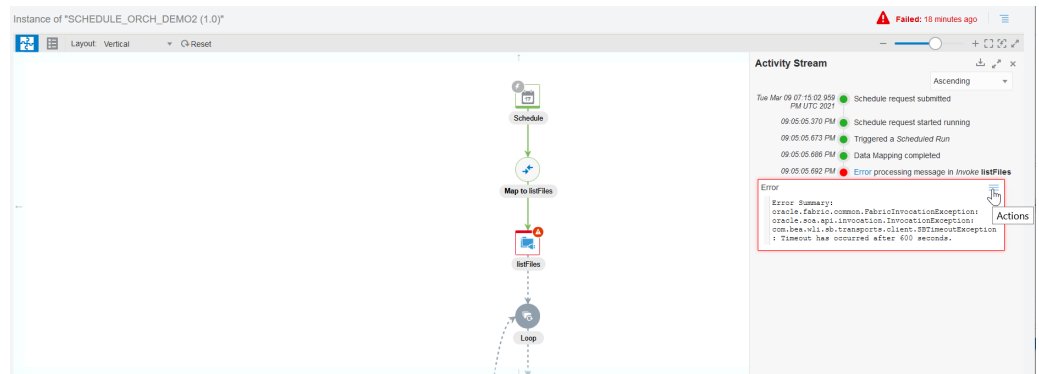 Instance of "SCHEDULE_ORCH_DEMO2 (1.0)"
Failed: 18 minutes ago
Layout Vertical Reset
Activity Stream
Ascending
Tue Mar 09 07:15:02.959 PM UTC 2021 Schedule request submitted
09:05:05.370 PM Schedule request started running
09:05:05.673 PM Triggered a Scheduled Run
09:05:05.686 PM Data Mapping completed
09:05:05.692 PM Error processing message in Invoke listFiles
Error
Actions
Error Summary:
oracle.fabric.common.FabricInvocationException:
oracle.soa.api.invocation.InvocationException:
com.bea.wli.sb.transports.client.SBTimeoutException
: Timeout has occurred after 600 seconds.
17
Schedule
Map to listFiles
listFiles
Loop